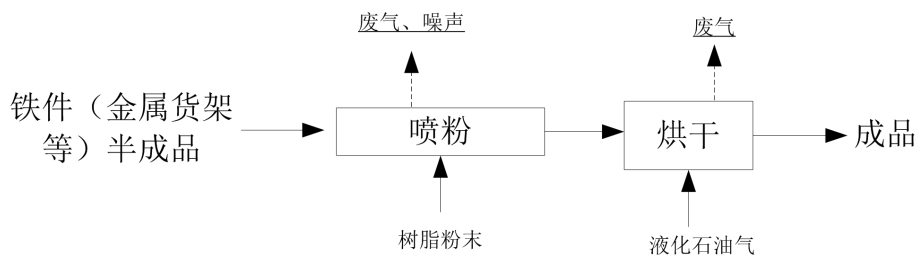 废气、噪声
废气
铁件（金属货架
等）半成品
喷粉
烘干
成品
树脂粉末
液化石油气